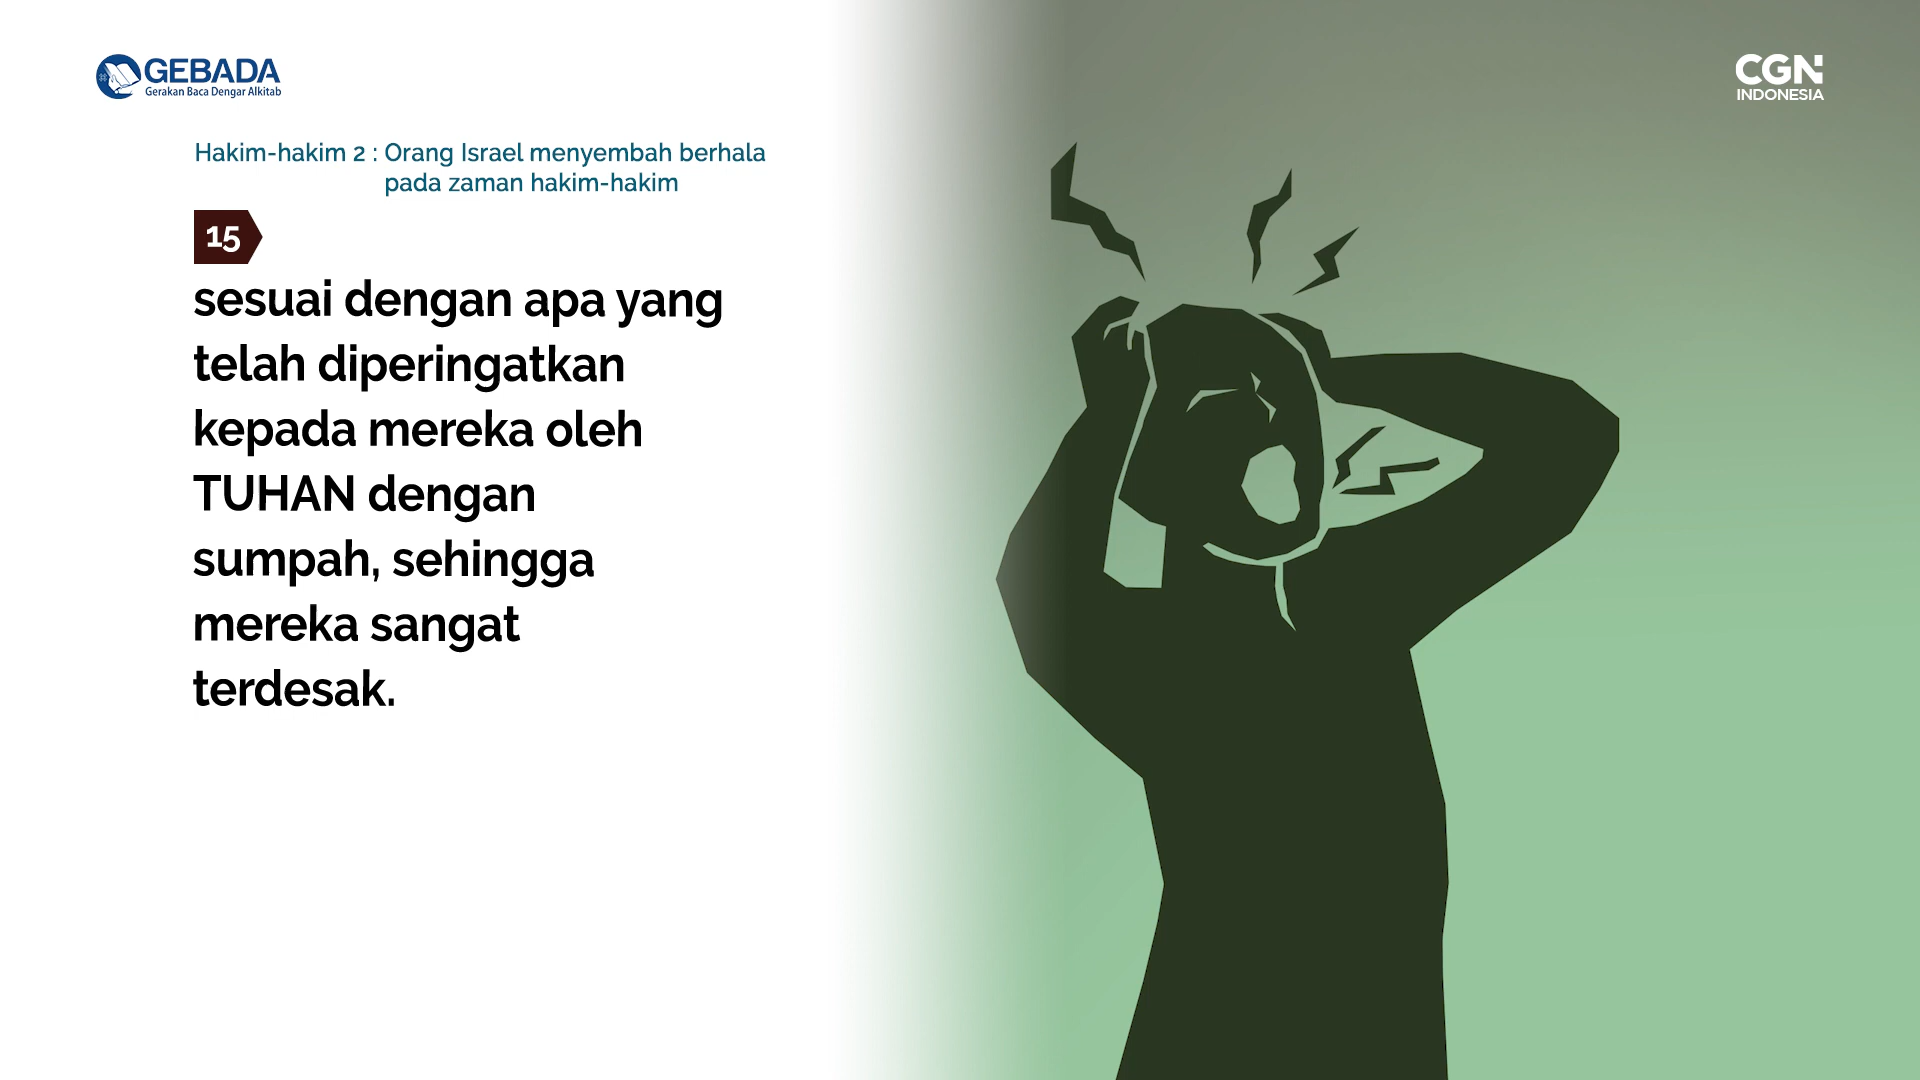 GEBADA
Gerakan Baca Dengar Alkitab
CGN
INDONESIA
Hakim-hakim 2 : Orang Israel menyembah berhala
pada zaman hakim-hakim
15
sesuai dengan apa yang
telah diperingatkan
kepada mereka oleh
TUHAN dengan
sumpah, sehingga
mereka sangat
terdesak.